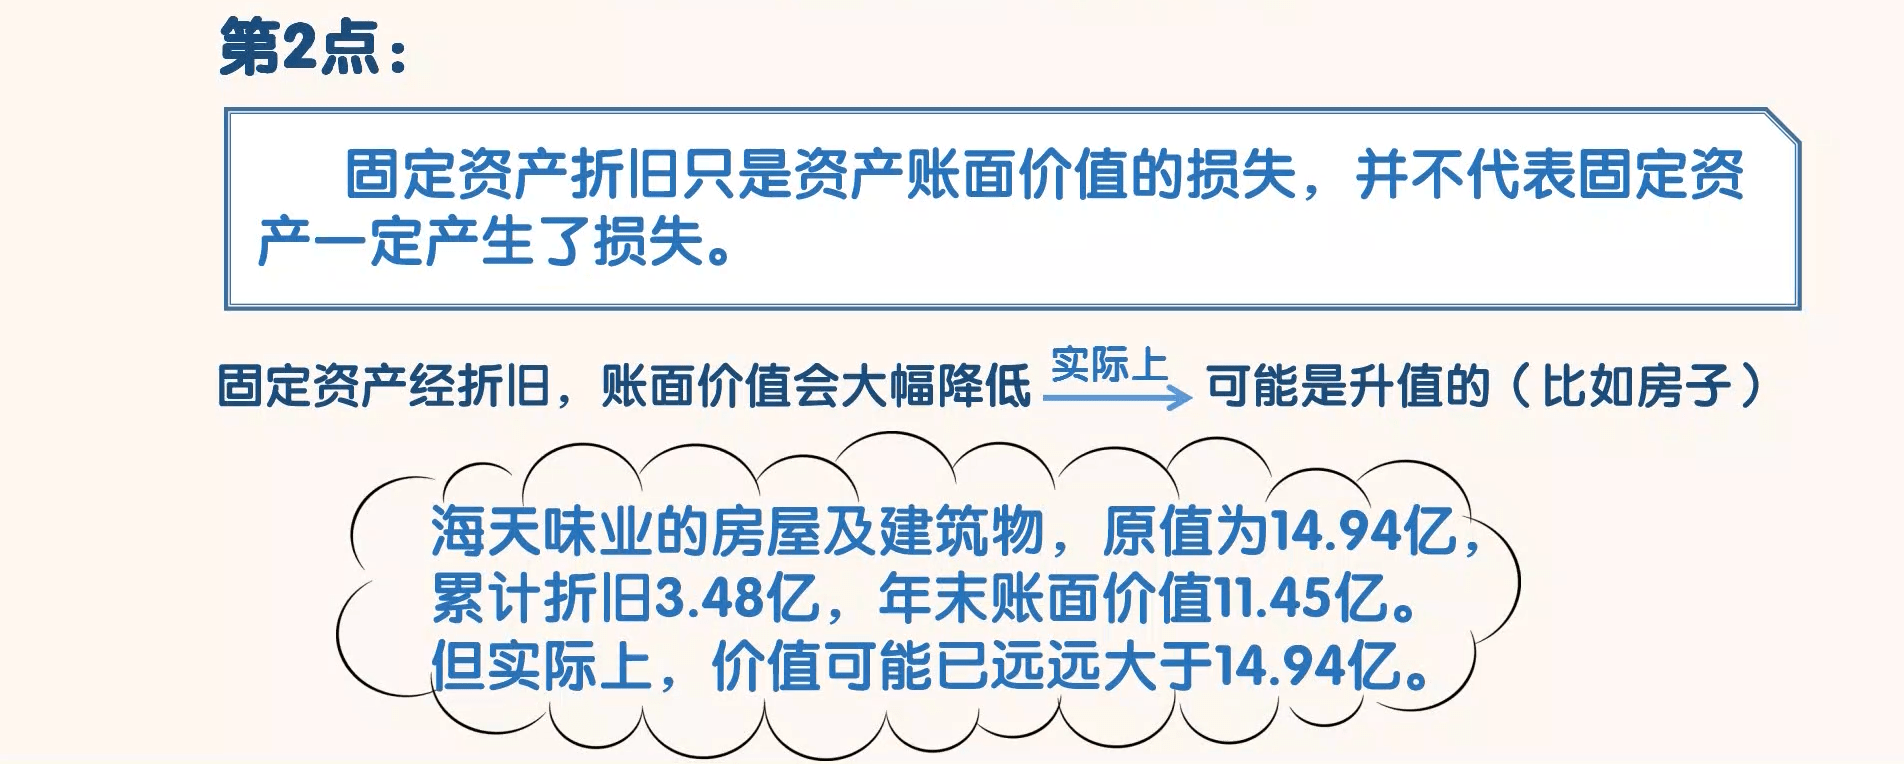 第2点：
固定资产折旧只是资产账面价值的损失，并不代表固定资
产一定产生了损失。
固定资产经折旧，账面价值会大幅降低 实际上 可能是升值的（比如房子）
海天味业的房屋及建筑物，原值为14.94亿，
累计折旧3.48亿，年末账面价值11.45亿。
但实际上，价值可能已远远大于14.94亿。